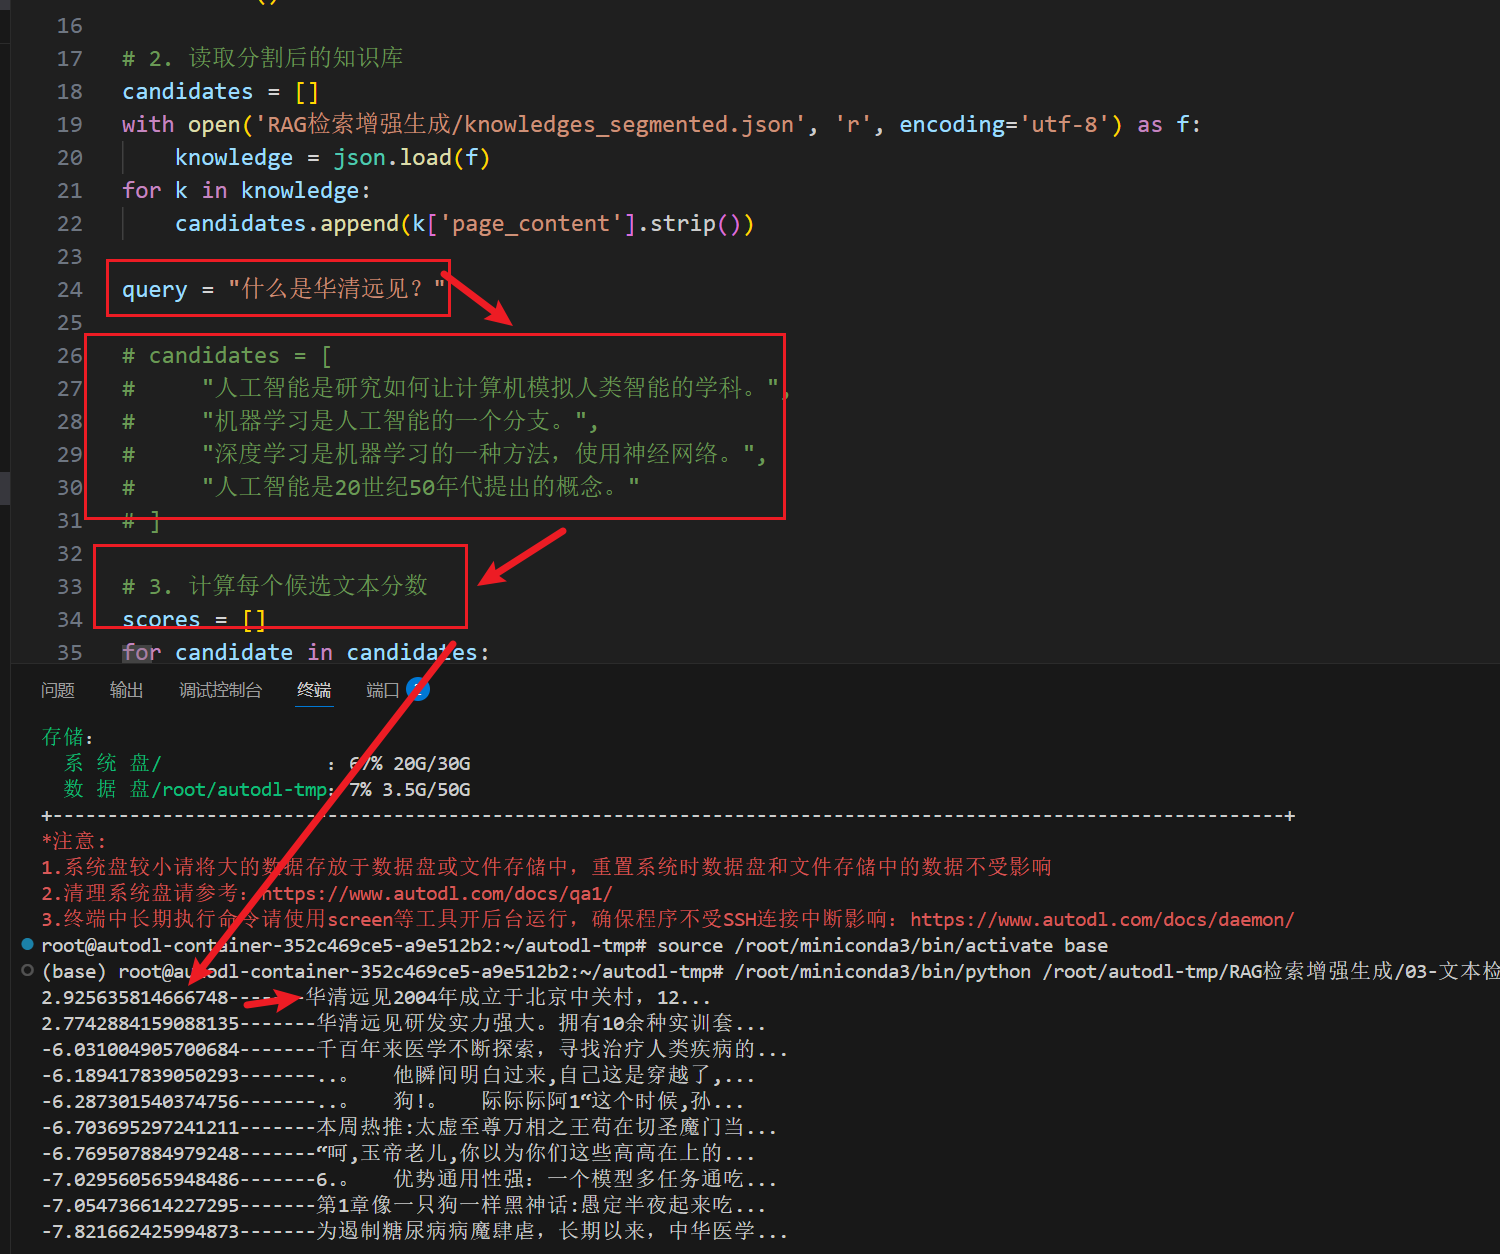 16
17 # 2. 读取分割后的知识库
18 candidates = []
19 with open('RAG检索增强生成/knowledges_segmented.json', 'r', encoding='utf-8') as f:
20 knowledge = json.load(f)
21 for k in knowledge:
22 candidates.append(k['page_content'].strip())
23
24 query = "什么是华清远见？"
25
26 # candidates = [
27 # "人工智能是研究如何让计算机模拟人类智能的学科。",
28 # "机器学习是人工智能的一个分支。",
29 # "深度学习是机器学习的一种方法，使用神经网络。",
30 # "人工智能是20世纪50年代提出的概念。"
31 # ]
32
33 # 3. 计算每个候选文本分数
34 scores = []
35 for candidate in candidates:
问题 输出 调试控制台 终端 端口
存储：
系 统 盘/ ： 67% 20G/30G
数 据 盘/root/autodl-tmp：7% 3.5G/50G
+----------------------------------------------------------------------------------------------------------------+
*注意：
1.系统盘较小请将大的数据存放于数据盘或文件存储中，重置系统时数据盘和文件存储中的数据不受影响
2.清理系统盘请参考：https://www.autodl.com/docs/qa1/
3.终端中长期执行命令请使用screen等工具开后台运行，确保程序不受SSH连接中断影响：https://www.autodl.com/docs/daemon/
root@autodl-container-352c469ce5-a9e512b2:~/autodl-tmp# source /root/miniconda3/bin/activate base
(base) root@autodl-container-352c469ce5-a9e512b2:~/autodl-tmp# /root/miniconda3/bin/python /root/autodl-tmp/RAG检索增强生成/03-文本检
2.925635814666748-------华清远见2004年成立于北京中关村，12...
2.7742884159088135-------华清远见研发实力强大。拥有10余种实训套...
-6.031004905700684-------千百年来医学不断探索，寻找治疗人类疾病的...
-6.189417839050293-------..。 他瞬间明白过来,自己这是穿越了,...
-6.287301540374756-------..。 狗!。 际际际阿1“这个时候,孙...
-6.703695297241211-------本周热推:太虚至尊万相之王苟在切圣魔门当...
-6.769507884979248-------“呵,玉帝老儿,你以为你们这些高高在上的...
-7.029560565948486-------6.。 优势通用性强：一个模型多任务通吃...
-7.054736614227295-------第1章像一只狗一样黑神话:愚定半夜起来吃...
-7.821662425994873-------为遏制糖尿病病魔肆虐，长期以来，中华医学...